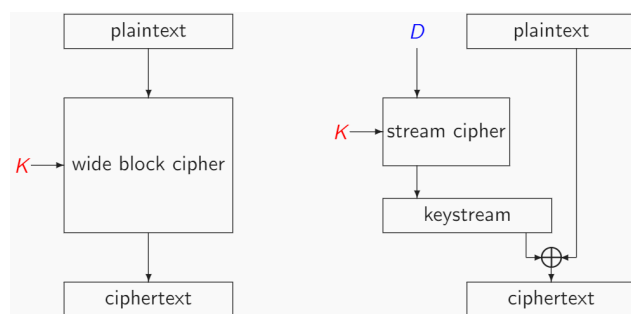 plaintext
K
wide block cipher
ciphertext
D
plaintext
K
stream cipher
keystream
ciphertext